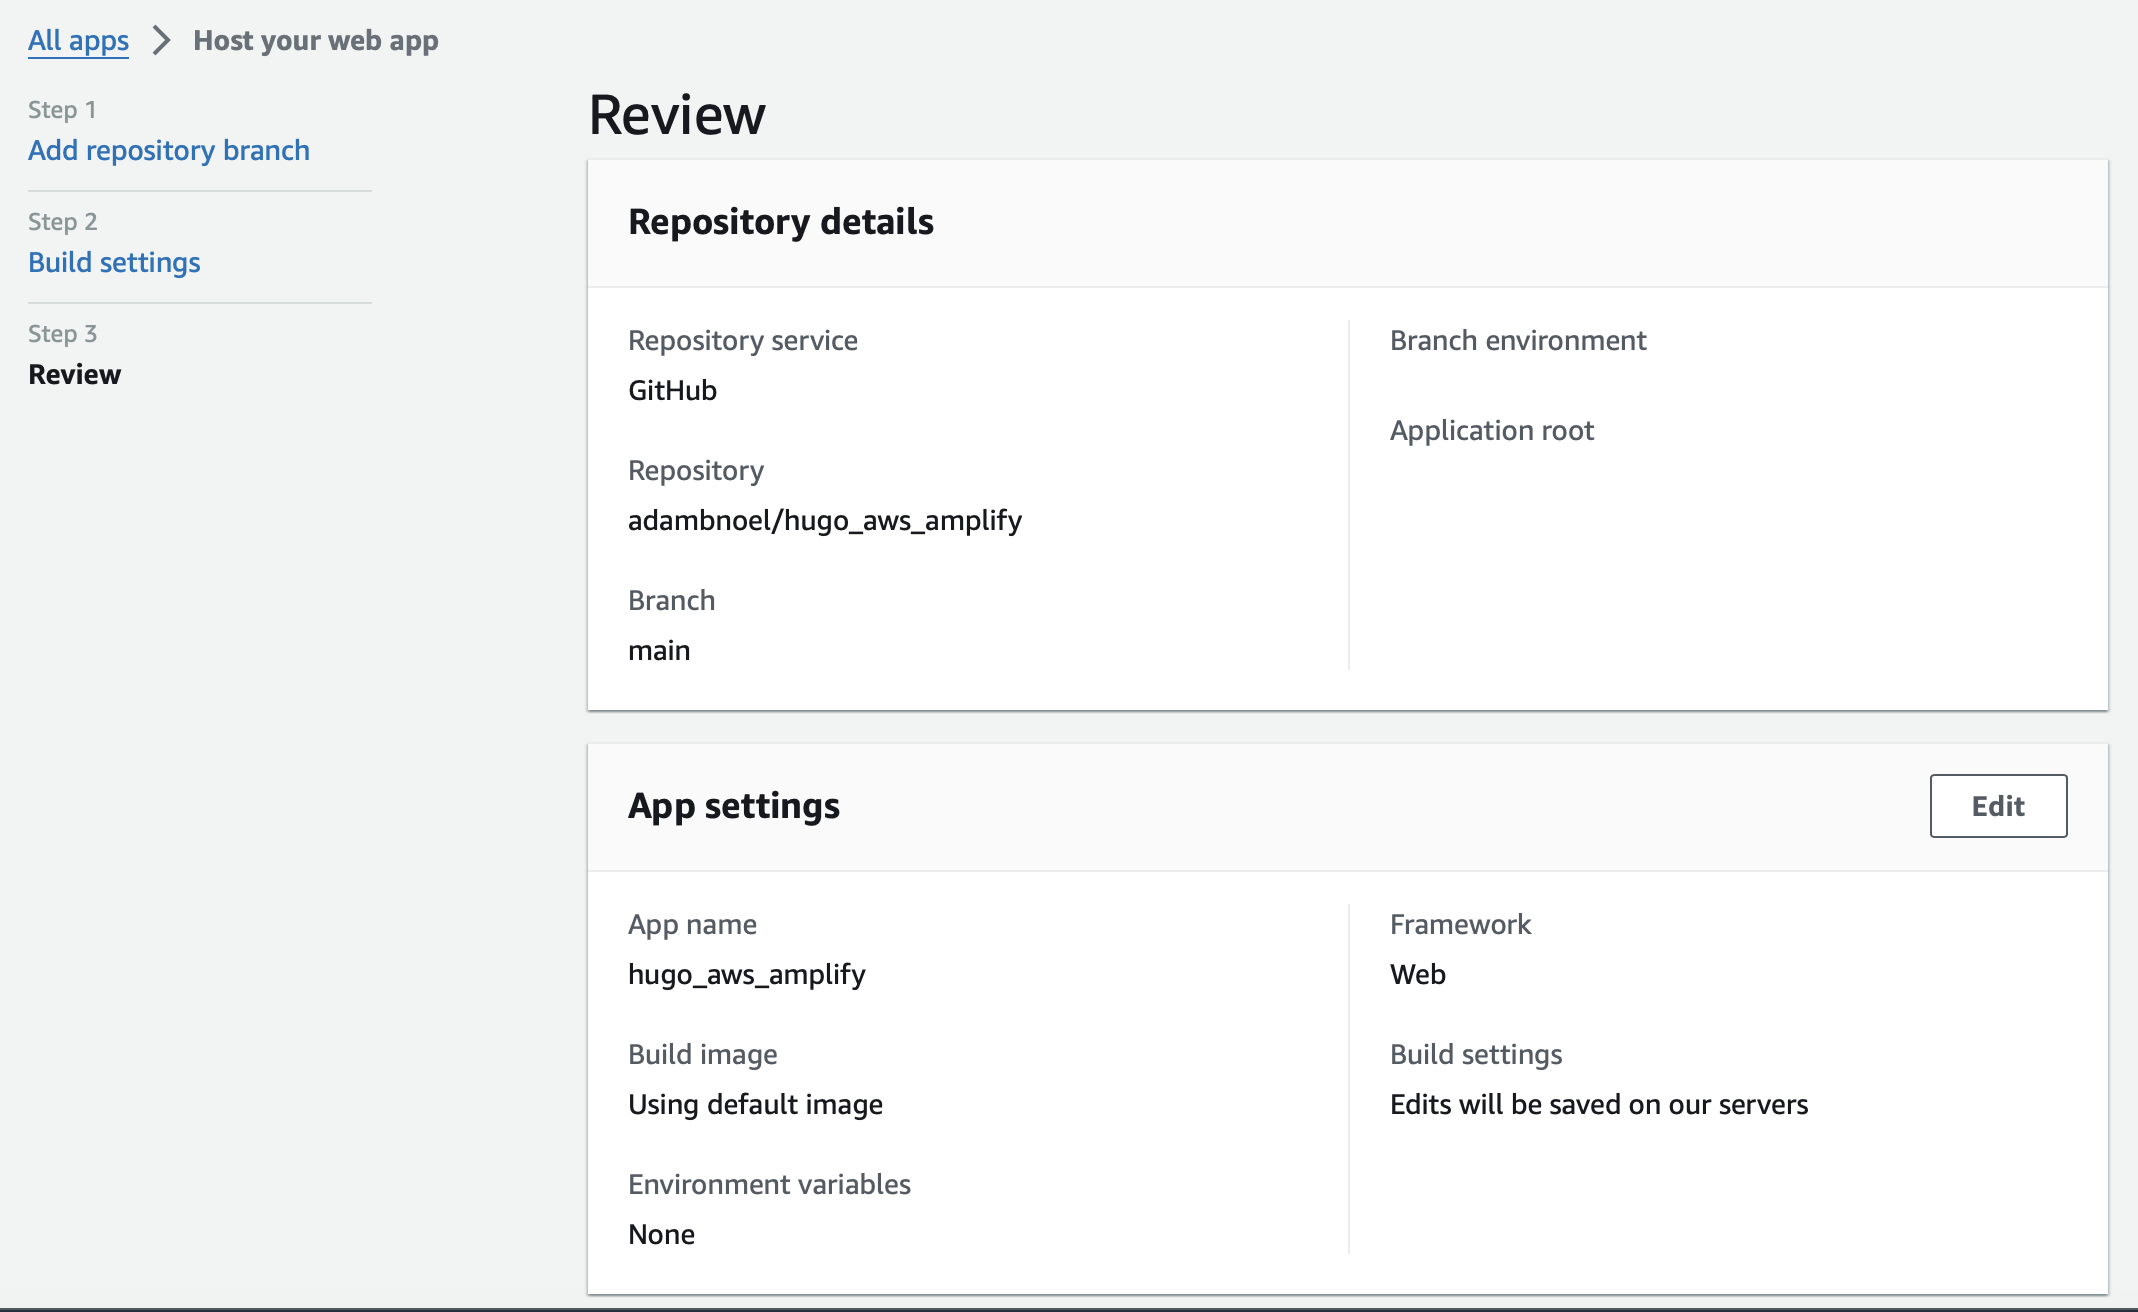 All apps
Host your web app
Step 1
Add repository branch
Step 2
Build settings
Step 3
Review
Review
Repository details
Repository service
GitHub
Repository
adambnoel/hugo_aws_amplify
Branch
main
Branch environment
Application root
App settings
Edit
App name
hugo_aws_amplify
Build image
Using default image
Environment variables
None
Framework
Web
Build settings
Edits will be saved on our servers